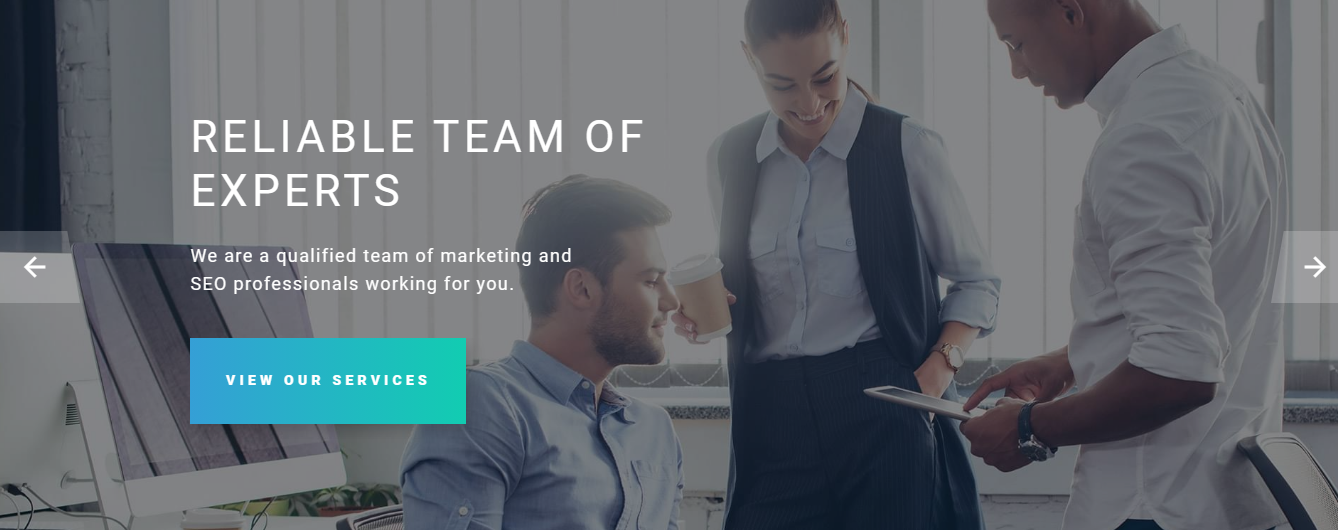 RELIABLE TEAM OF
EXPERTS
We are a qualified team of marketing and
SEO professionals working for you.
VIEW OUR SERVICES